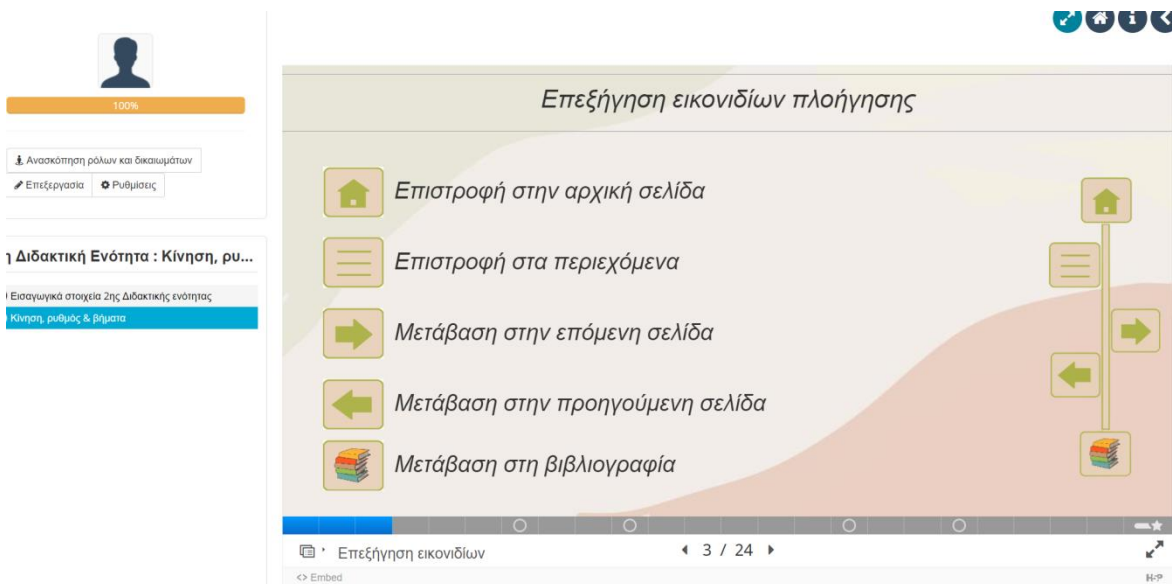 100%
Ανασκόπηση ρόλων και δικαιωμάτων
Επεξεργασία Ρυθμίσεις
η Διδακτική Ενότητα : Κίνηση, ρυ...
Εισαγωγικά στοιχεία 2ης Διδακτικής ενότητας
Κίνηση, ρυθμός & βήματα
Επεξήγηση εικονιδίων πλοήγησης
Επιστροφή στην αρχική σελίδα
Επιστροφή στα περιεχόμενα
Μετάβαση στην επόμενη σελίδα
Μετάβαση στην προηγούμενη σελίδα
Μετάβαση στη βιβλιογραφία
Επεξήγηση εικονιδίων
3 / 24
<> Embed
H5P